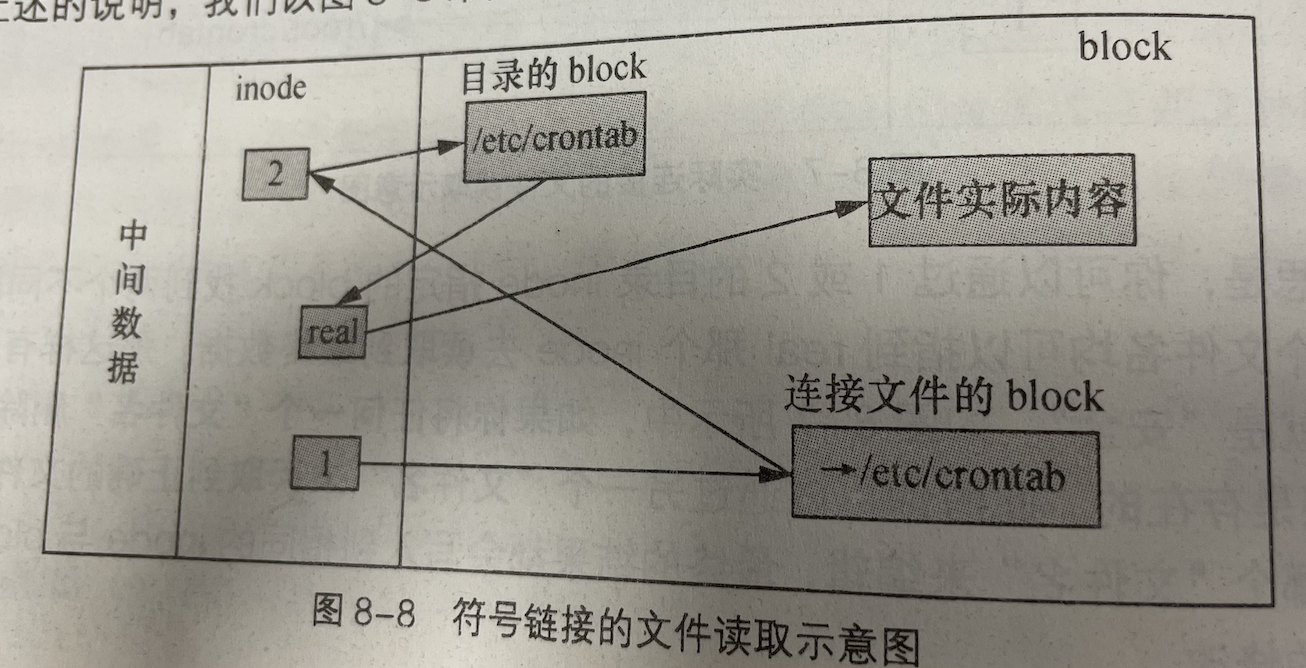 上述的说明，我们以图 8-8
inode
目录的 block
block
2
/etc/crontab
文件实际内容
中
间
数
据
real
连接文件的 block
1
→/etc/crontab
图 8-8 符号链接的文件读取示意图